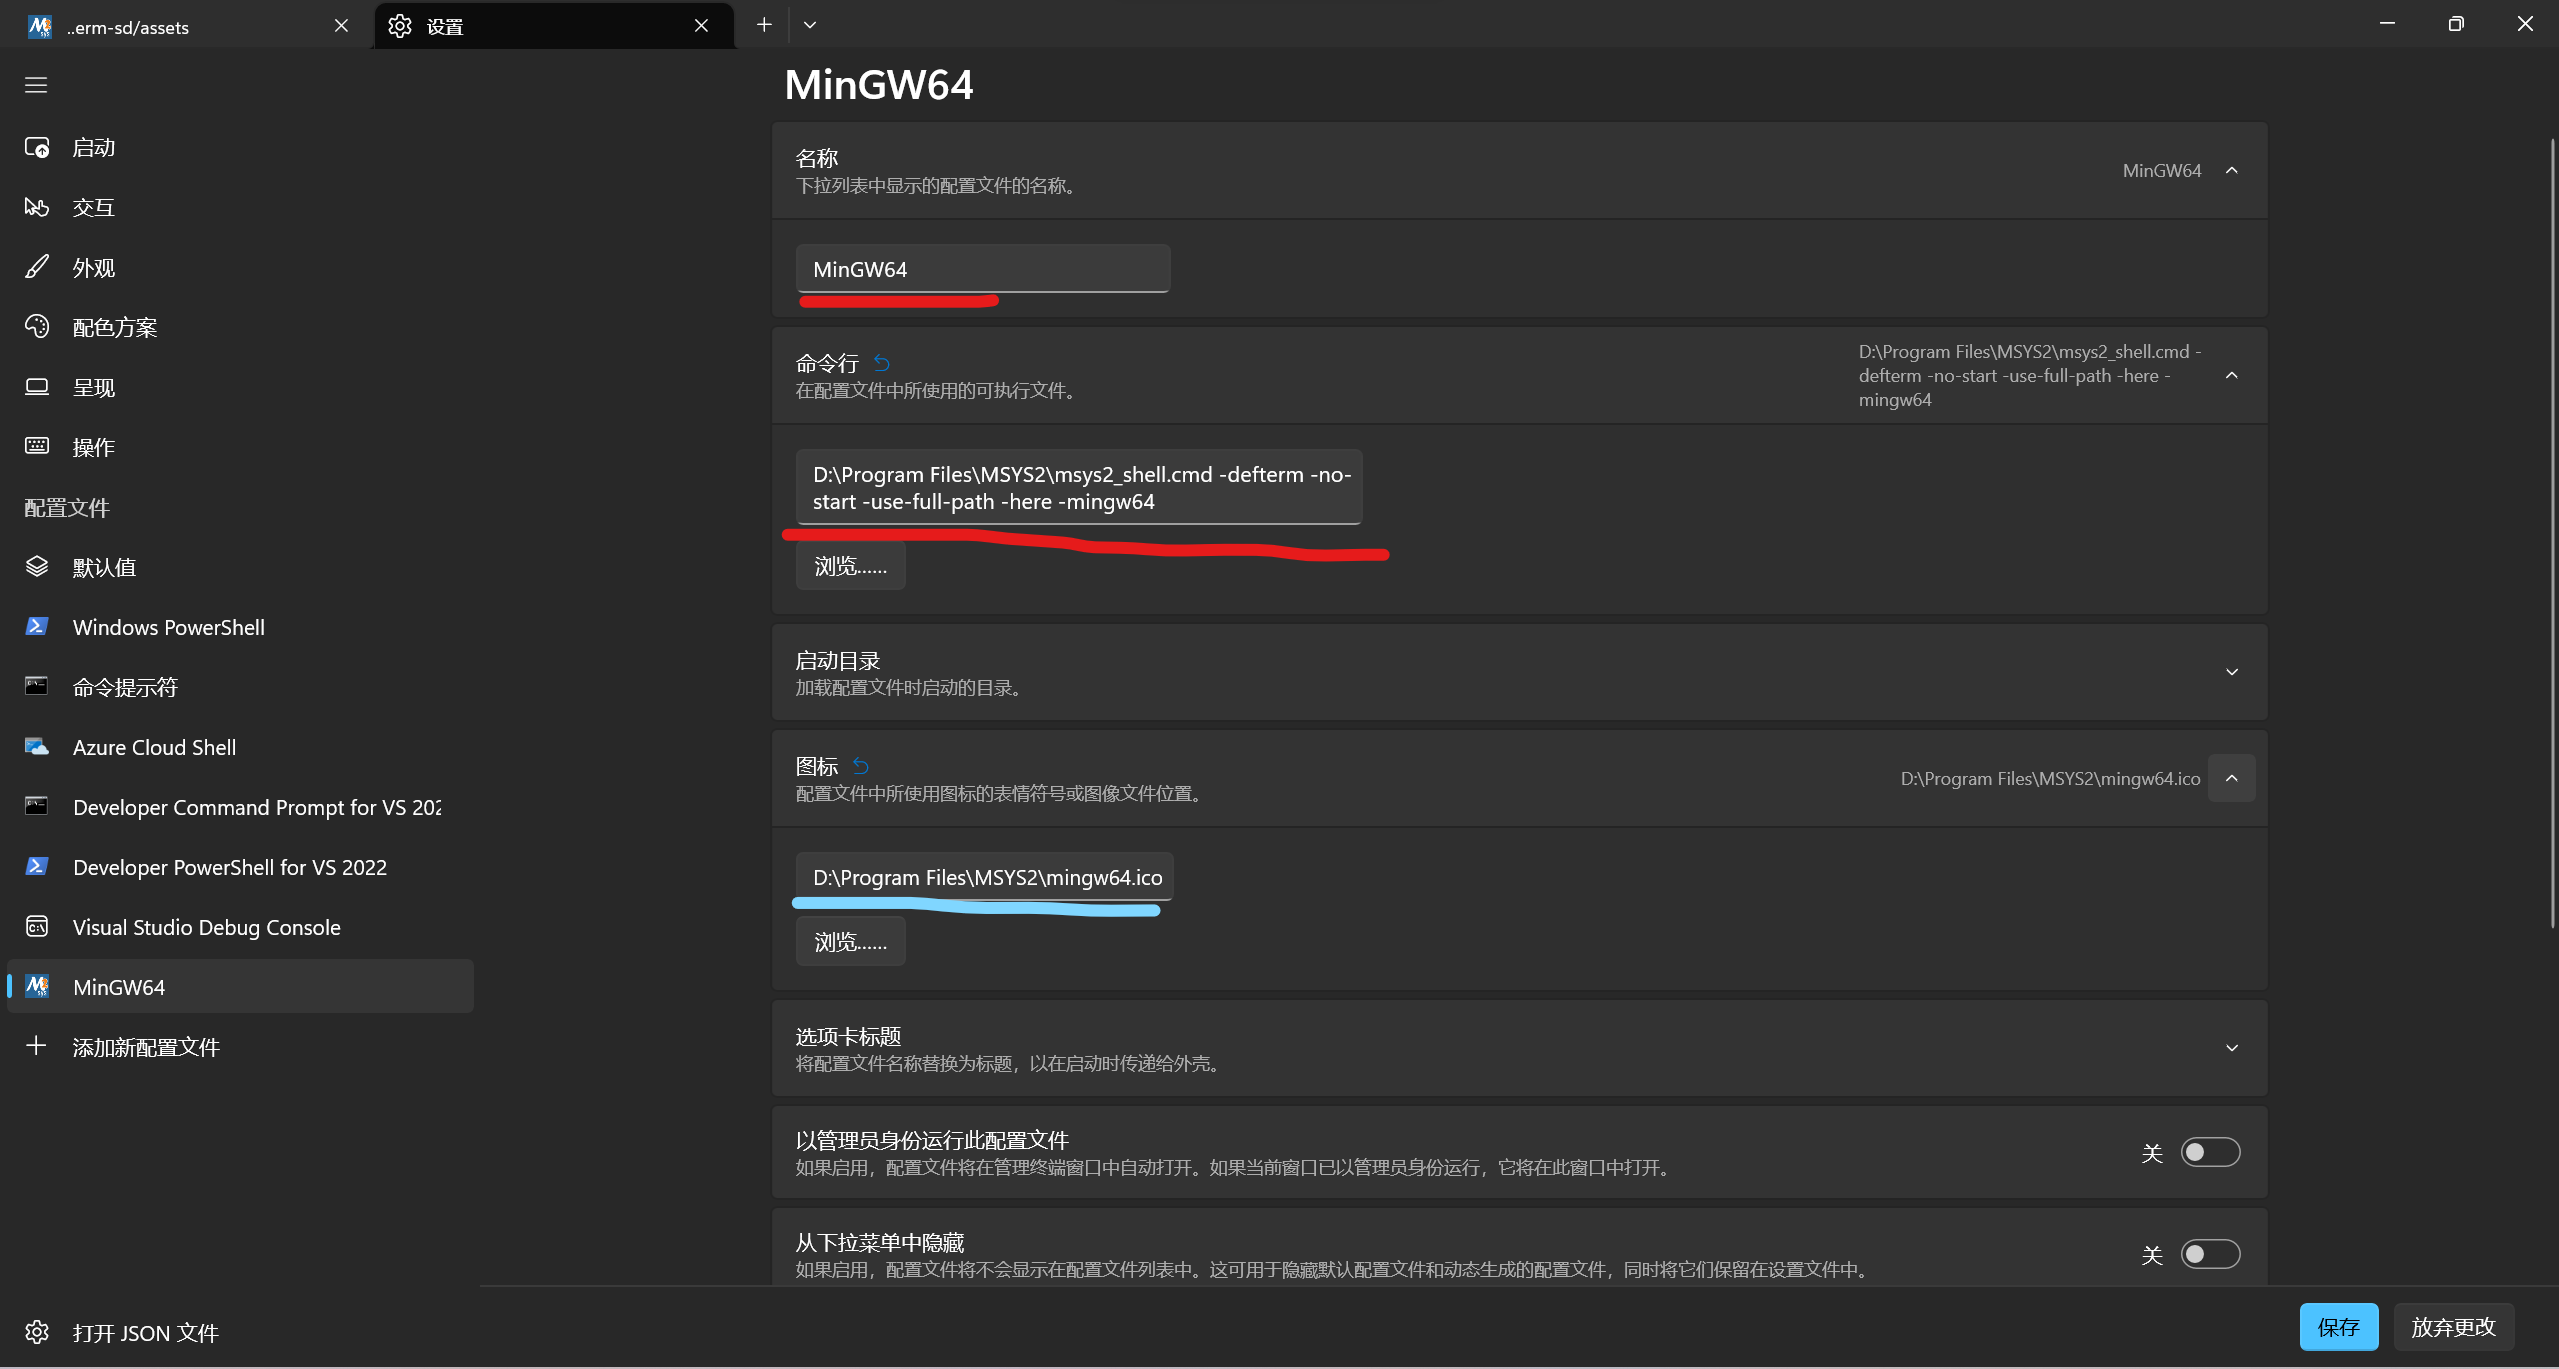 ..erm-sd/assets
设置
MinGW64
启动
交互
外观
配色方案
呈现
操作
配置文件
默认值
Windows PowerShell
命令提示符
Azure Cloud Shell
Developer Command Prompt for VS 202
Developer PowerShell for VS 2022
Visual Studio Debug Console
MinGW64
添加新配置文件
打开 JSON 文件
名称
下拉列表中显示的配置文件的名称。
MinGW64
MinGW64
命令行
在配置文件中所使用的可执行文件。
D:\Program Files\MSYS2\msys2_shell.cmd -
defterm -no-start -use-full-path -here -
mingw64
D:\Program Files\MSYS2\msys2_shell.cmd -defterm -no-
start -use-full-path -here -mingw64
浏览......
启动目录
加载配置文件时启动的目录。
图标
配置文件中所使用图标的表情符号或图像文件位置。
D:\Program Files\MSYS2\mingw64.ico
D:\Program Files\MSYS2\mingw64.ico
浏览......
选项卡标题
将配置文件名称替换为标题，以在启动时传递给外壳。
以管理员身份运行此配置文件
如果启用，配置文件将在管理终端窗口中自动打开。如果当前窗口已以管理员身份运行，它将在此窗口中打开。
关
从下拉菜单中隐藏
如果启用，配置文件将不会显示在配置文件列表中。这可用于隐藏默认配置文件和动态生成的配置文件，同时将它们保留在设置文件中。
关
保存
放弃更改